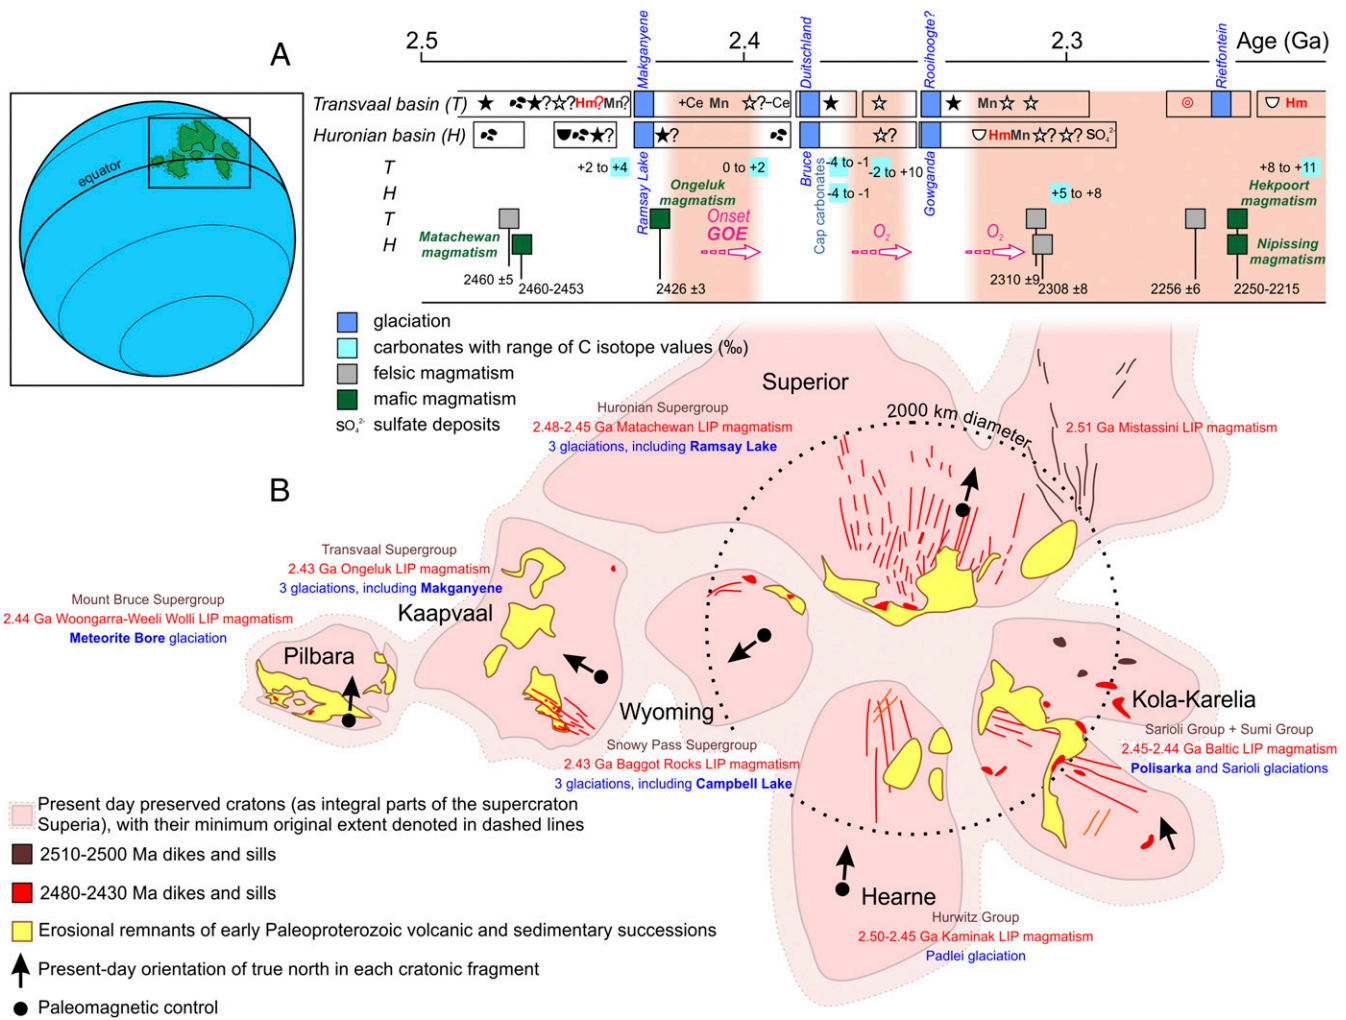 A
2.5
2.4
2.3
Age (Ga)
Makganyene
Duitschland
Rooihoogte?
Rietfontein
equator
Transvaal basin (T)
? ? Hm? Mn?
+Ce Mn ? -Ce
Mn
Hm
Huronian basin (H)
?
?
?
Hm Mn ? ? SO₄²⁻
T
+2 to +4
0 to +2
-4 to -1
-2 to +10
+8 to +11
H
-4 to -1
+5 to +8
Ramsay Lake
Bruce
Cap carbonates
Gowganda
Ongeluk
magmatism
Hekpoort
magmatism
T
H
Matachewan
magmatism
Onset
GOE
O₂
O₂
Nipissing
magmatism
2460 ±5
2460-2453
2426 ±3
2310 ±9
2308 ±8
2256 ±6
2250-2215
glaciation
carbonates with range of C isotope values (‰)
felsic magmatism
mafic magmatism
SO₄²⁻ sulfate deposits
B
Superior
Huronian Supergroup
2.48-2.45 Ga Matachewan LIP magmatism
3 glaciations, including Ramsay Lake
2000 km diameter
2.51 Ga Mistassini LIP magmatism
Transvaal Supergroup
2.43 Ga Ongeluk LIP magmatism
3 glaciations, including Makganyene
Kaapvaal
Mount Bruce Supergroup
2.44 Ga Woongarra-Weeli Wolli LIP magmatism
Meteorite Bore glaciation
Pilbara
Wyoming
Snowy Pass Supergroup
2.43 Ga Baggot Rocks LIP magmatism
3 glaciations, including Campbell Lake
Kola-Karelia
Sarioli Group + Sumi Group
2.45-2.44 Ga Baltic LIP magmatism
Polisarka and Sarioli glaciations
Hearne
Hurwitz Group
2.50-2.45 Ga Kaminak LIP magmatism
Padlei glaciation
Present day preserved cratons (as integral parts of the supercraton
Superia), with their minimum original extent denoted in dashed lines
2510-2500 Ma dikes and sills
2480-2430 Ma dikes and sills
Erosional remnants of early Paleoproterozoic volcanic and sedimentary successions
Present-day orientation of true north in each cratonic fragment
Paleomagnetic control